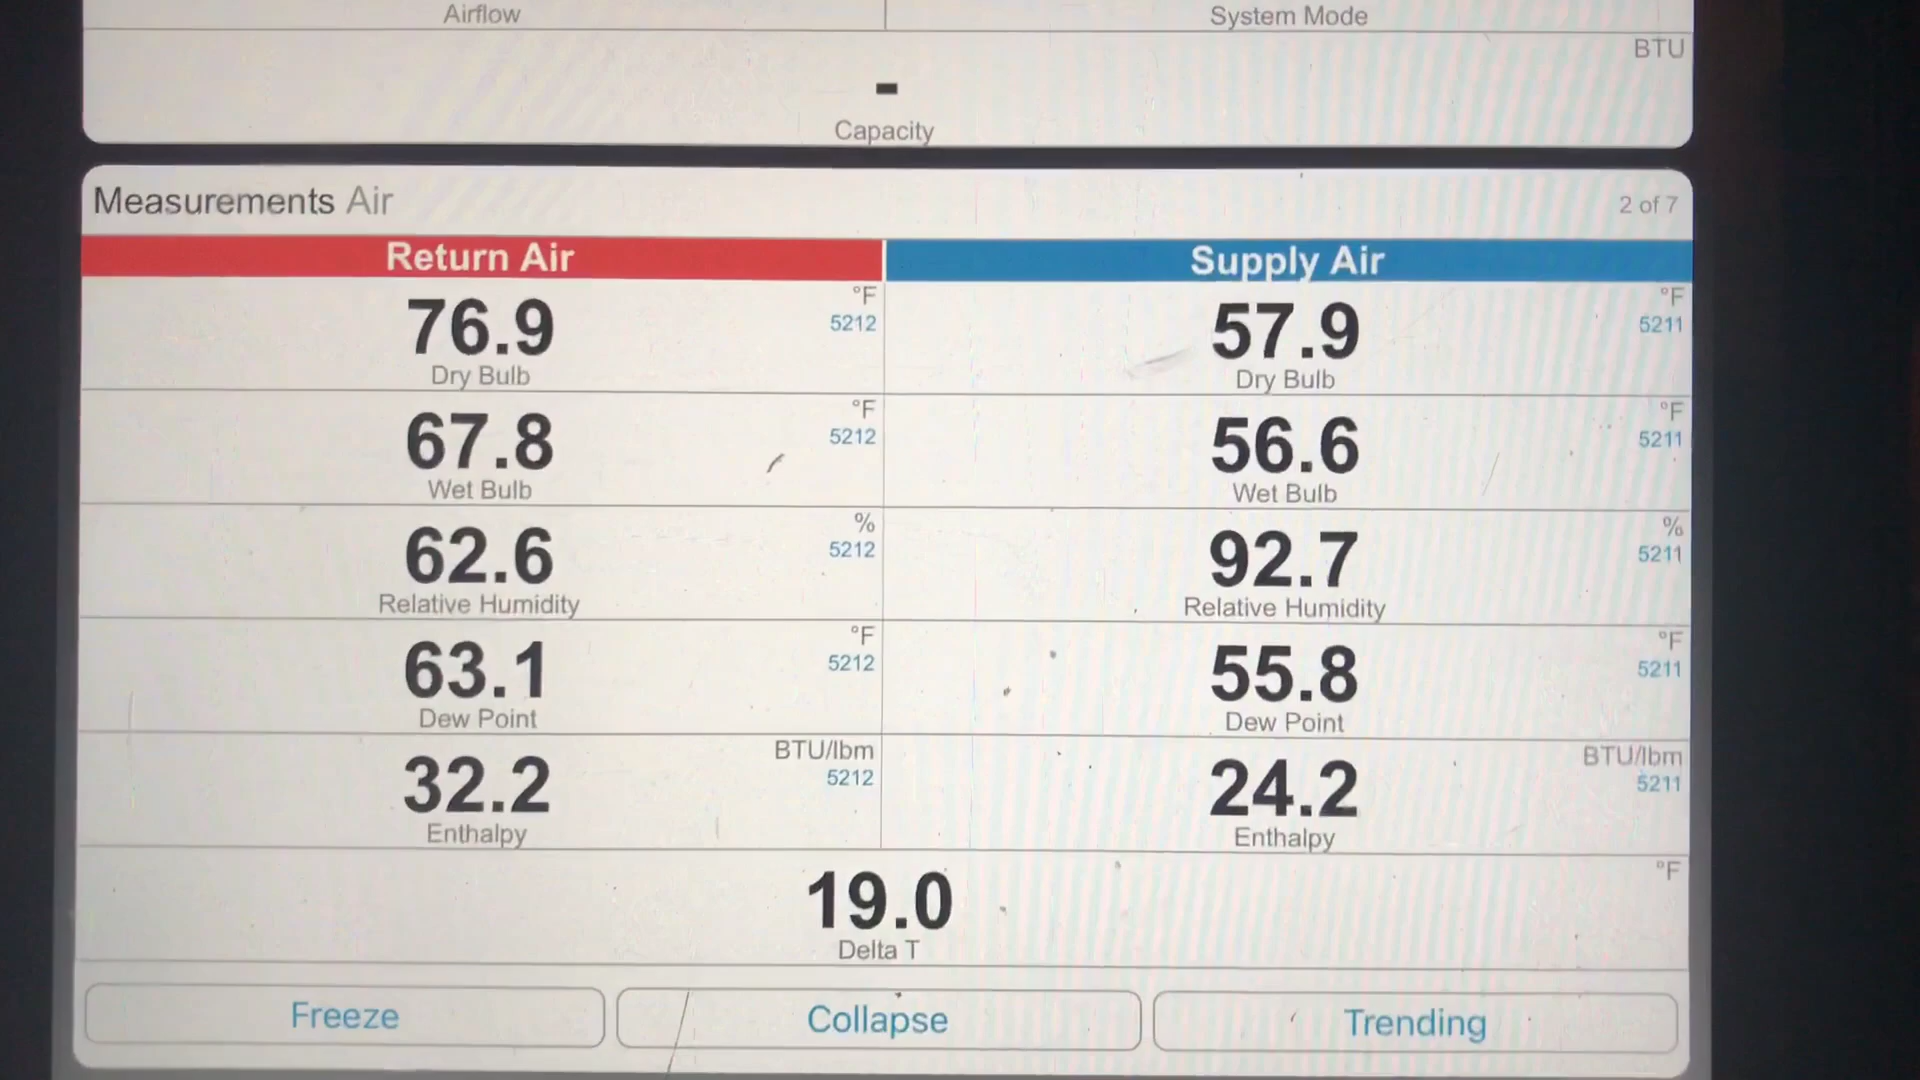 Airflow
System Mode
BTU
-
Capacity
Measurements Air
2 of 7
Return Air
Supply Air
76.9
°F
5212
Dry Bulb
57.9
°F
5211
Dry Bulb
67.8
°F
5212
Wet Bulb
56.6
°F
5211
Wet Bulb
62.6
%
5212
Relative Humidity
92.7
%
5211
Relative Humidity
63.1
°F
5212
Dew Point
55.8
°F
5211
Dew Point
32.2
BTU/lbm
5212
Enthalpy
24.2
BTU/lbm
5211
Enthalpy
19.0
°F
Delta T
Freeze
Collapse
Trending